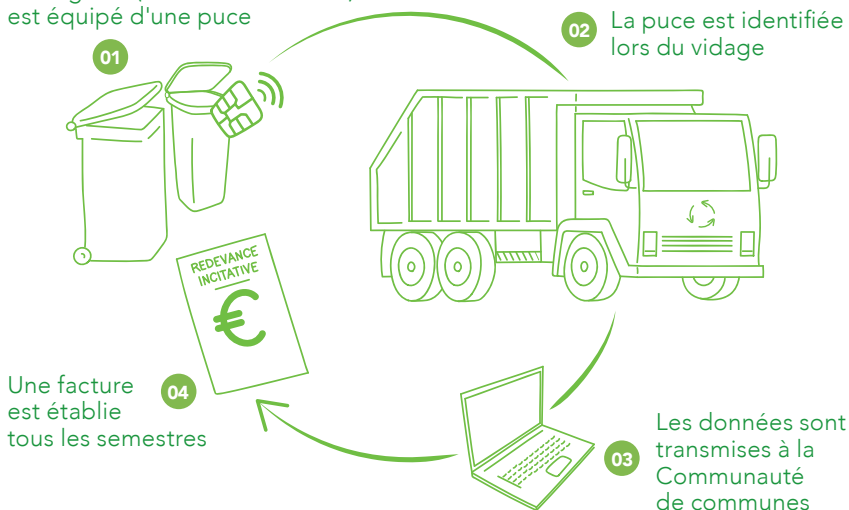 est équipé d'une puce
01
02
La puce est identifiée
lors du vidage
REDEVANCE
INCITATIVE
€
Une facture
est établie
tous les semestres
04
03
Les données sont
transmises à la
Communauté
de communes